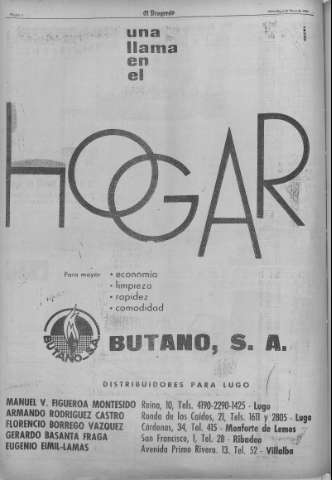 El Progreso
una
llama
en
el
HOGAR
Para mayor
• economía
• limpieza
• rapidez
• comodidad
BUTANO, S. A.
BUTANO-S.A.
DISTRIBUIDORES PARA LUGO
MANUEL V. FIGUEROA MONTESIDO Reina, 10, Tels. 4190-2290-1425 - Lugo
ARMANDO RODRIGUEZ CASTRO Ronda de los Caídos, 21, Tels. 1611 y 2805 - Lugo
FLORENCIO BORREGO VAZQUEZ Cardenas, 34, Tel. 415 - Monforte de Lemos
GERARDO BASANTA FRAGA San Francisco, 1, Tel. 28 - Ribadeo
EUGENIO EIMIL-LAMAS Avenida Primo Rivera, 13. Tel. 52 - Villalba